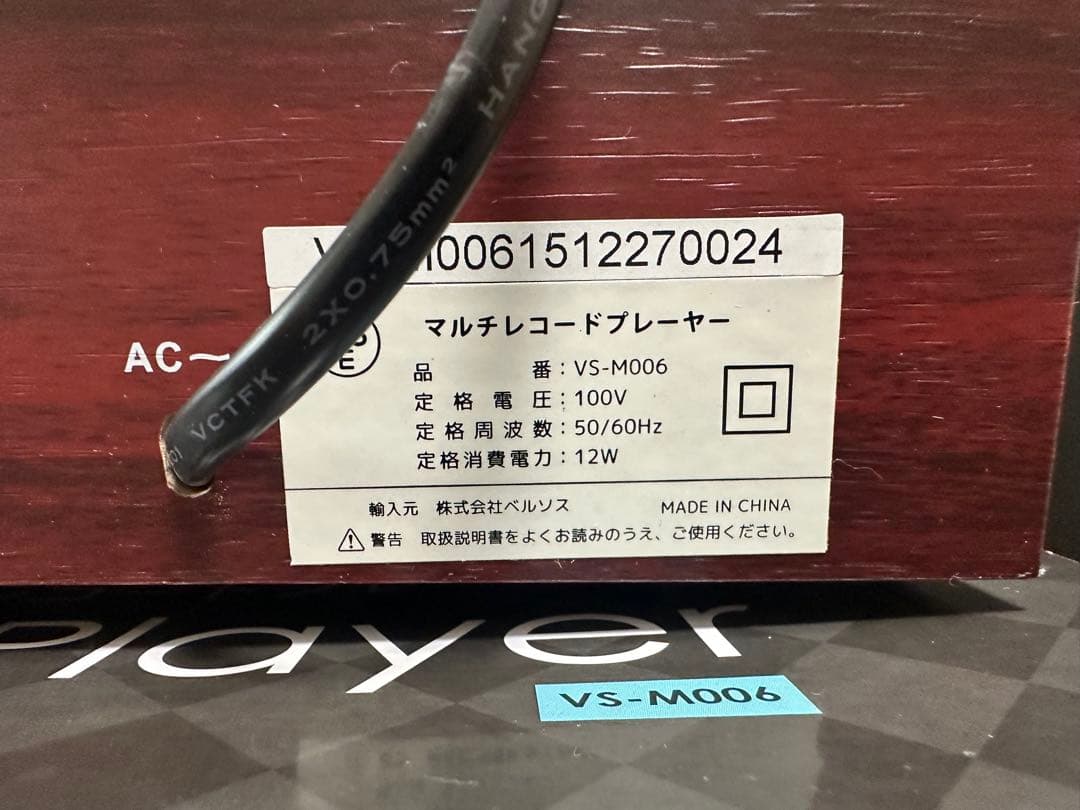 HANG
2X0.75mm²
VCTFK
M0061512270024
マルチレコードプレーヤー
AC～
品番：VS-M006
定格電圧：100V
定格周波数：50/60Hz
定格消費電力：12W
輸入元 株式会社ベルソス MADE IN CHINA
警告 取扱説明書をよくお読みのうえ、ご使用ください。
Player
VS-M006